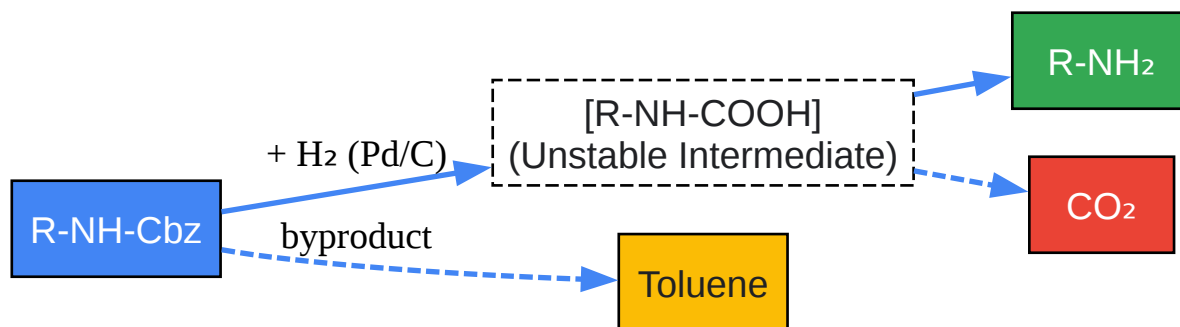 R-NH-Cbz
+ H₂ (Pd/C)
byproduct
[R-NH-COOH]
(Unstable Intermediate)
Toluene
R-NH₂
CO₂